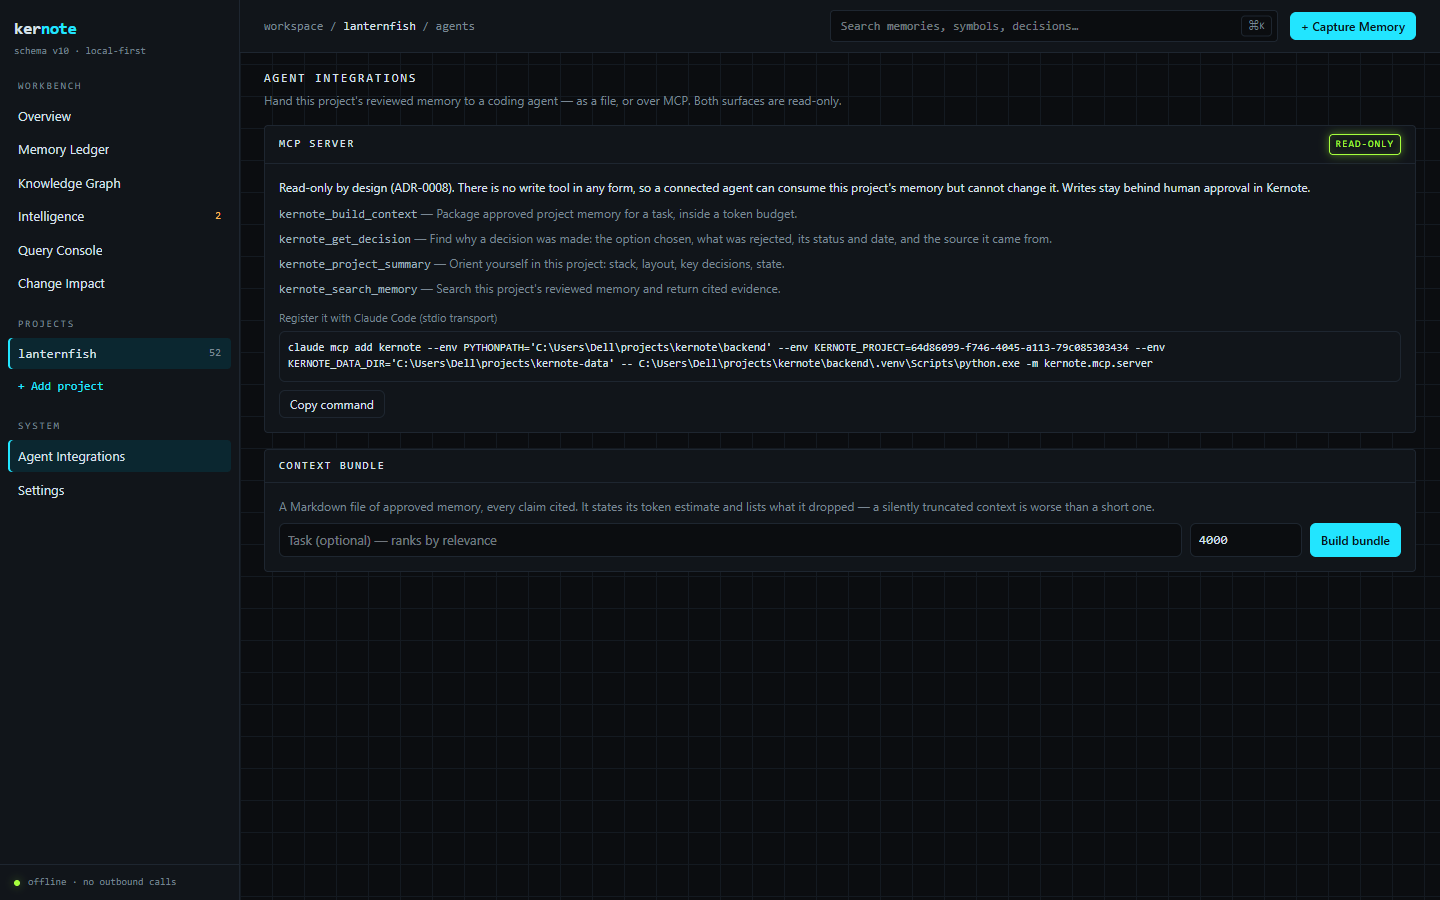 kernote
schema v10 · local-first
WORKBENCH
Overview
Memory Ledger
Knowledge Graph
Intelligence 2
Query Console
Change Impact
PROJECTS
lanternfish 52
+ Add project
SYSTEM
Agent Integrations
Settings
offline · no outbound calls
workspace / lanternfish / agents
Search memories, symbols, decisions… ⌘K
+ Capture Memory
AGENT INTEGRATIONS
Hand this project's reviewed memory to a coding agent — as a file, or over MCP. Both surfaces are read-only.
MCP SERVER READ-ONLY
Read-only by design (ADR-0008). There is no write tool in any form, so a connected agent can consume this project's memory but cannot change it. Writes stay behind human approval in Kernote.
kernote_build_context — Package approved project memory for a task, inside a token budget.
kernote_get_decision — Find why a decision was made: the option chosen, what was rejected, its status and date, and the source it came from.
kernote_project_summary — Orient yourself in this project: stack, layout, key decisions, state.
kernote_search_memory — Search this project's reviewed memory and return cited evidence.
Register it with Claude Code (stdio transport)
claude mcp add kernote --env PYTHONPATH='C:\Users\Dell\projects\kernote\backend' --env KERNOTE_PROJECT=64d86099-f746-4045-a113-79c085303434 --env
KERNOTE_DATA_DIR='C:\Users\Dell\projects\kernote-data' -- C:\Users\Dell\projects\kernote\backend\.venv\Scripts\python.exe -m kernote.mcp.server
Copy command
CONTEXT BUNDLE
A Markdown file of approved memory, every claim cited. It states its token estimate and lists what it dropped — a silently truncated context is worse than a short one.
Task (optional) — ranks by relevance
4000
Build bundle